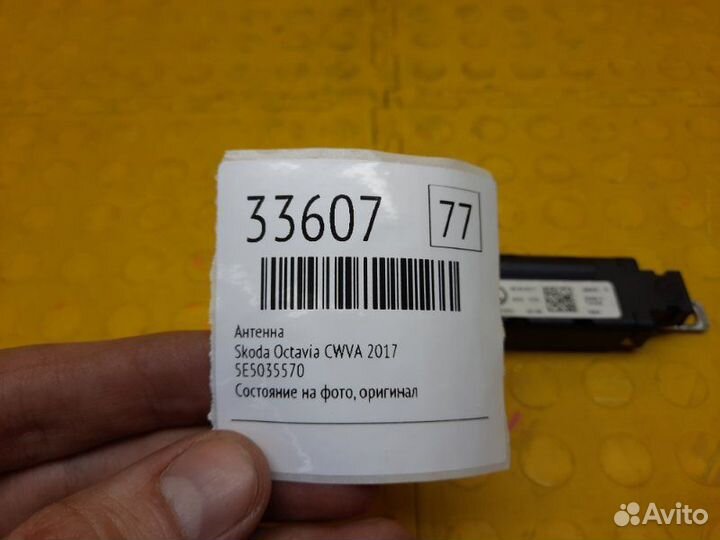 33607
77
Антенна
Skoda Octavia CWVA 2017
5E5035570
Состояние на фото, оригинал
Avito